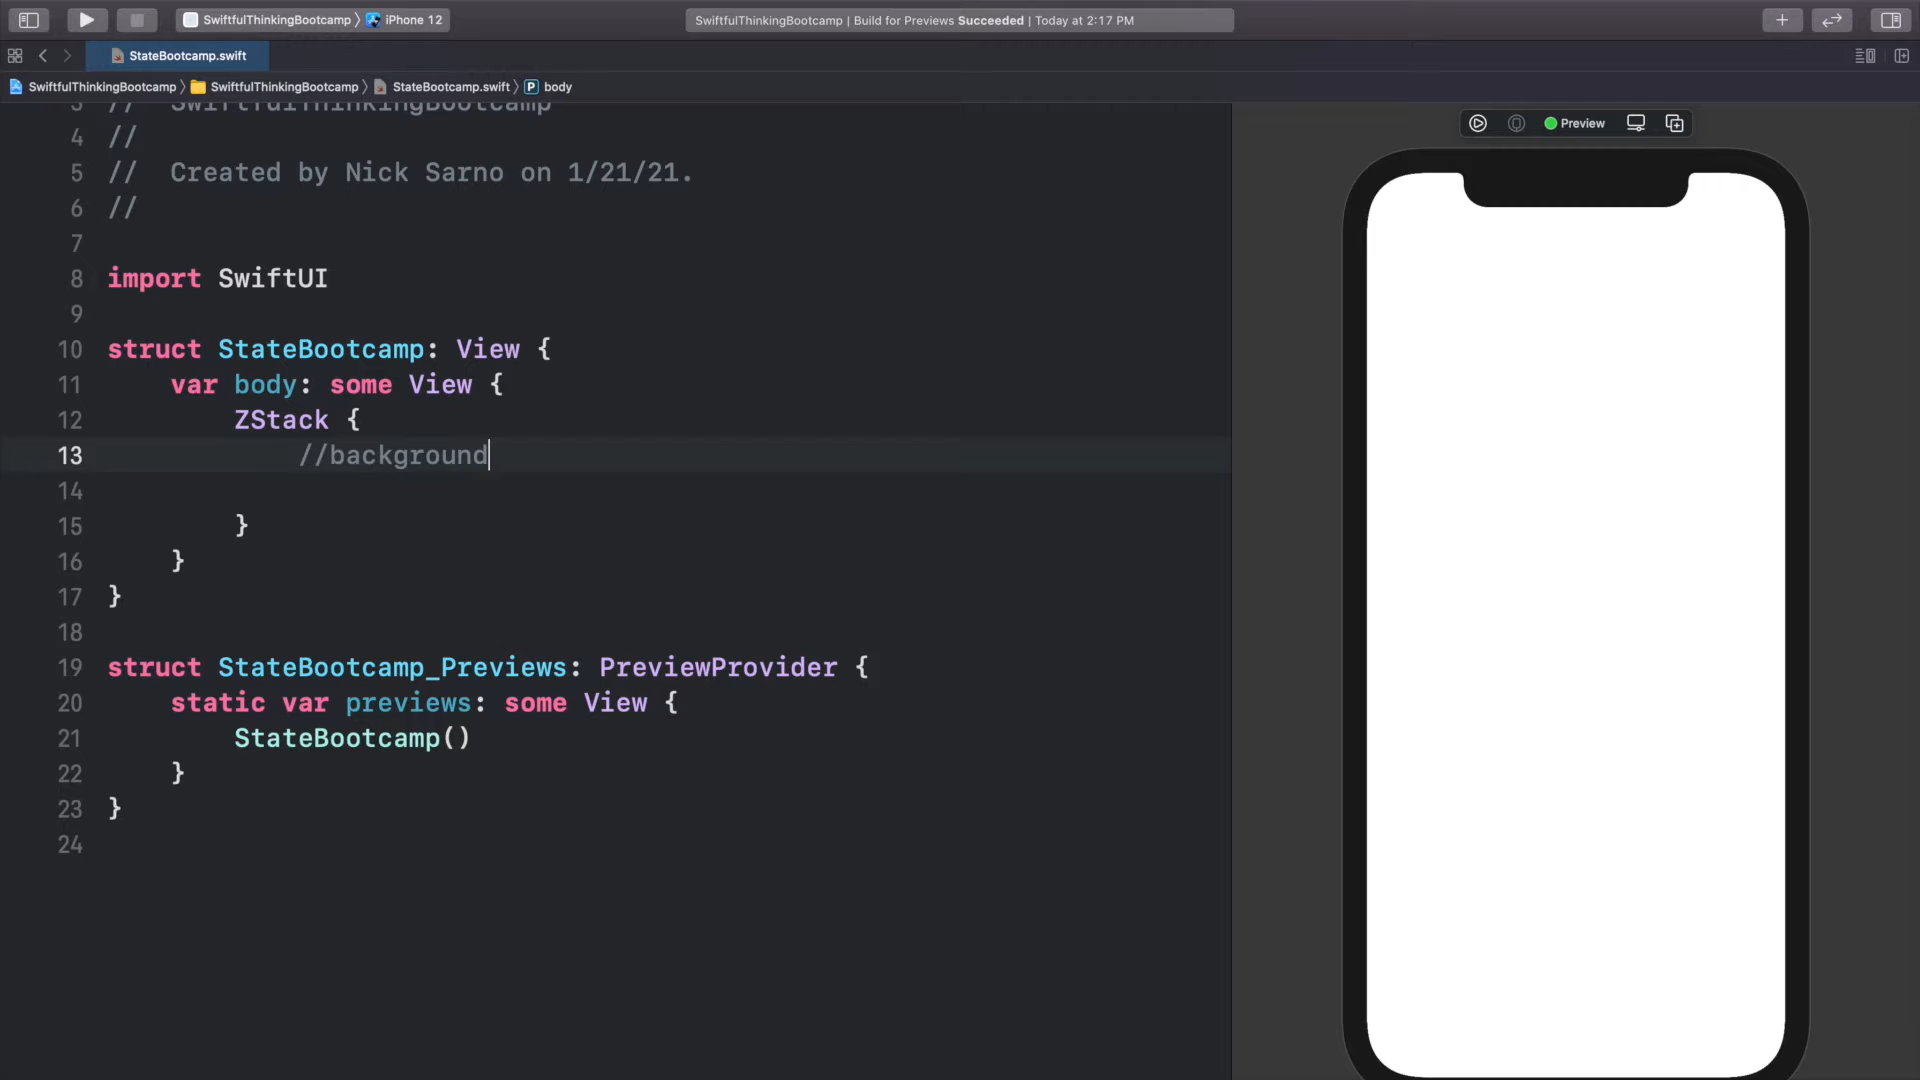 SwiftfulThinkingBootcamp 〉 iPhone 12
SwiftfulThinkingBootcamp | Build for Previews Succeeded | Today at 2:17 PM
StateBootcamp.swift
SwiftfulThinkingBootcamp 〉 SwiftfulThinkingBootcamp 〉 StateBootcamp.swift 〉 P body
3 //  SwiftfulThinkingBootcamp
4 //
5 //  Created by Nick Sarno on 1/21/21.
6 //
7
8 import SwiftUI
9
10 struct StateBootcamp: View {
11     var body: some View {
12         ZStack {
13             //background
14
15         }
16     }
17 }
18
19 struct StateBootcamp_Previews: PreviewProvider {
20     static var previews: some View {
21         StateBootcamp()
22     }
23 }
24
Preview